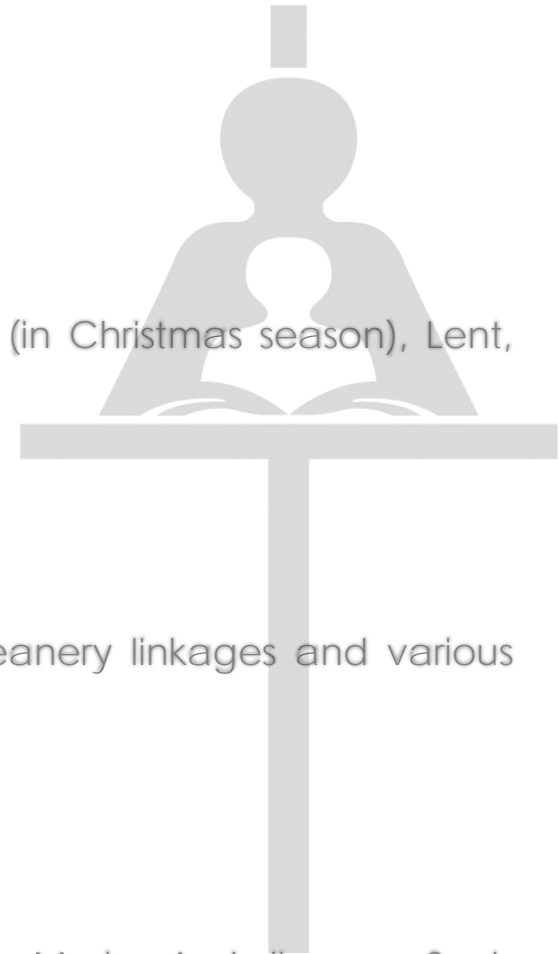 (in Christmas season), Lent,
eanery linkages and various